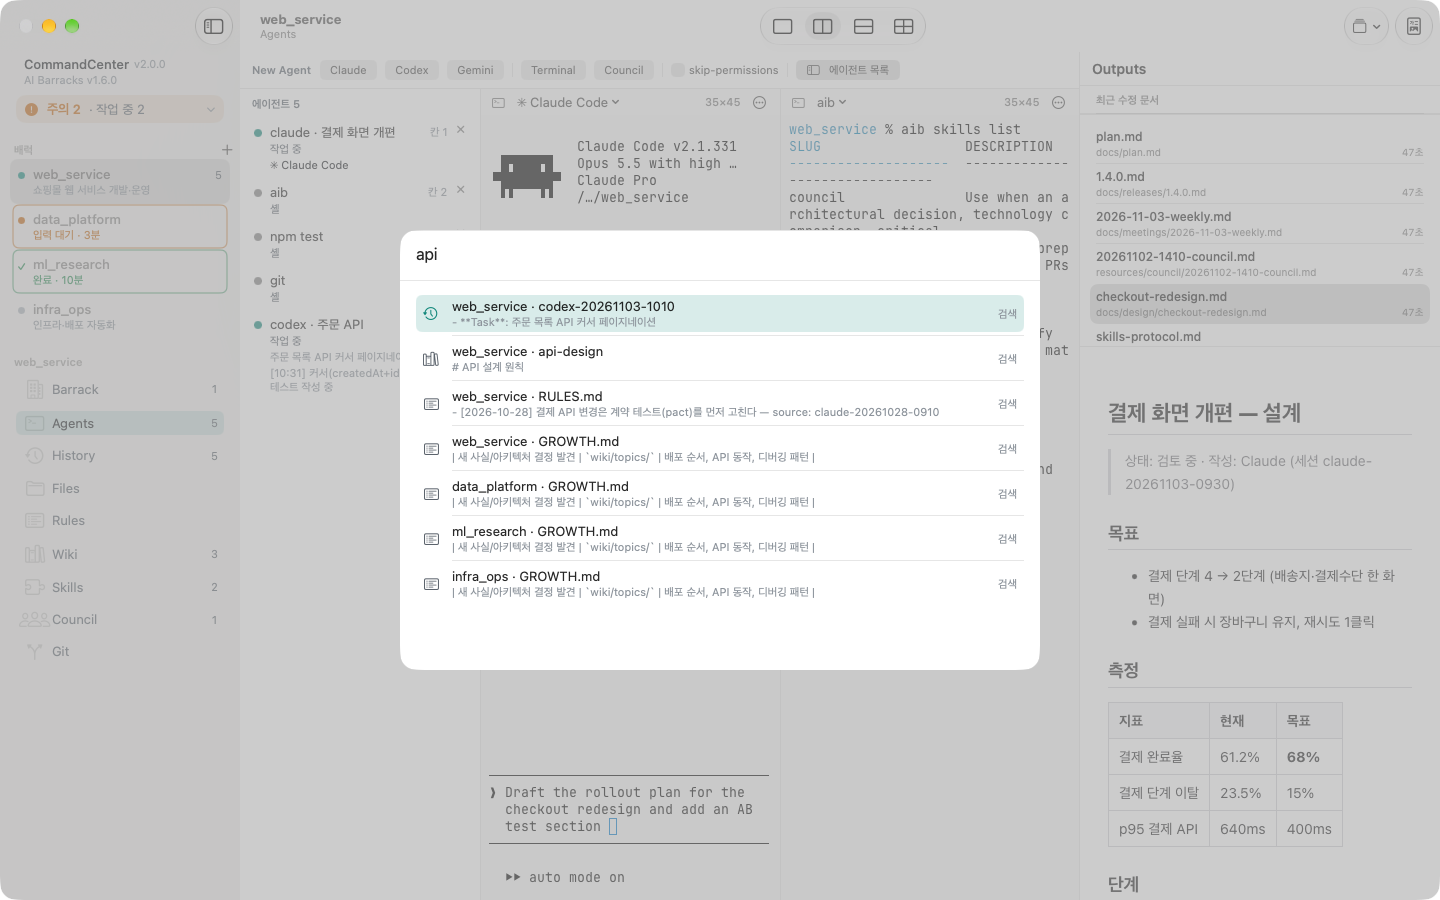 web_service
Agents
CommandCenter v2.0.0
AI Barracks v1.6.0
주의 2 · 작업 중 2
배럭
web_service 5
쇼핑몰 웹 서비스 개발·운영
data_platform
입력 대기 · 3분
ml_research
완료 · 10분
infra_ops
인프라·배포 자동화
web_service
Barrack 1
Agents 5
History 5
Files
Rules
Wiki 3
Skills 2
Council 1
Git
New Agent Claude Codex Gemini Terminal Council skip-permissions 에이전트 목록
에이전트 5
claude · 결제 화면 개편 칸 1
작업 중
Claude Code
aib 칸 2
셸
npm test
셸
git
셸
codex · 주문 API
작업 중
주문 목록 API 커서 페이지네이
[10:31] 커서(createdAt+id
테스트 작성 중
Claude Code 35×45
Claude Code v2.1.331
Opus 5.5 with high …
Claude Pro
/…/web_service
❯ Draft the rollout plan for the
checkout redesign and add an AB
test section
auto mode on
aib 35×45
web_service % aib skills list
SLUG DESCRIPTION
-------------------- -------------
------------------
council Use when an a
rchitectural decision, technology c
prep
PRs
fy
mat
nd
api
web_service · codex-20261103-1010 검색
- **Task**: 주문 목록 API 커서 페이지네이션
web_service · api-design 검색
# API 설계 원칙
web_service · RULES.md 검색
- [2026-10-28] 결제 API 변경은 계약 테스트(pact)를 먼저 고친다 — source: claude-20261028-0910
web_service · GROWTH.md 검색
| 새 사실/아키텍처 결정 발견 | `wiki/topics/` | 배포 순서, API 동작, 디버깅 패턴 |
data_platform · GROWTH.md 검색
| 새 사실/아키텍처 결정 발견 | `wiki/topics/` | 배포 순서, API 동작, 디버깅 패턴 |
ml_research · GROWTH.md 검색
| 새 사실/아키텍처 결정 발견 | `wiki/topics/` | 배포 순서, API 동작, 디버깅 패턴 |
infra_ops · GROWTH.md 검색
| 새 사실/아키텍처 결정 발견 | `wiki/topics/` | 배포 순서, API 동작, 디버깅 패턴 |
Outputs
최근 수정 문서
plan.md
docs/plan.md 47초
1.4.0.md
docs/releases/1.4.0.md 47초
2026-11-03-weekly.md
docs/meetings/2026-11-03-weekly.md 47초
20261102-1410-council.md
resources/council/20261102-1410-council.md 47초
checkout-redesign.md
docs/design/checkout-redesign.md 47초
skills-protocol.md
결제 화면 개편 — 설계
상태: 검토 중 · 작성: Claude (세션 claude-
20261103-0930)
목표
• 결제 단계 4 → 2단계 (배송지·결제수단 한 화
면)
• 결제 실패 시 장바구니 유지, 재시도 1클릭
측정
지표 현재 목표
결제 완료율 61.2% 68%
결제 단계 이탈 23.5% 15%
p95 결제 API 640ms 400ms
단계